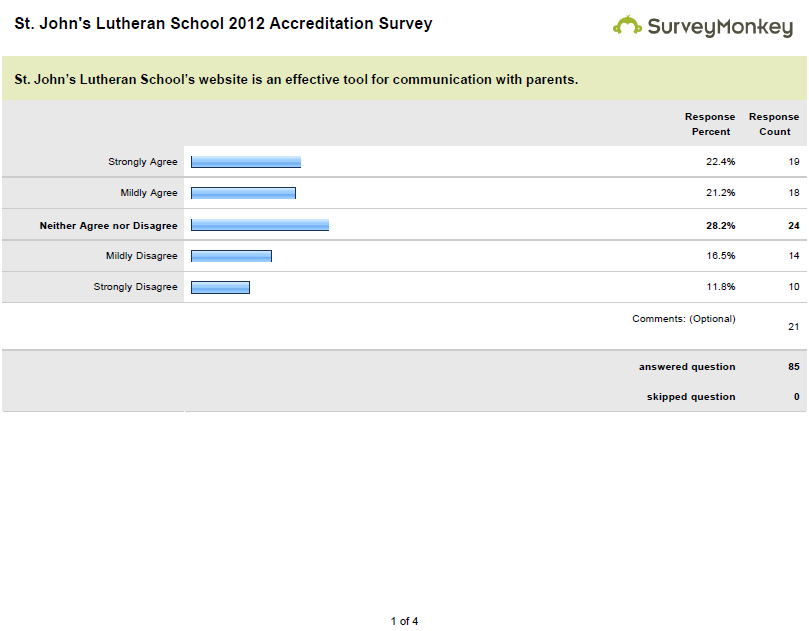 St. John's Lutheran School 2012 Accreditation Survey
SurveyMonkey
St. John's Lutheran School's website is an effective tool for communication with parents.
Response Percent Response Count
Strongly Agree 22.4% 19
Mildly Agree 21.2% 18
Neither Agree nor Disagree 28.2% 24
Mildly Disagree 16.5% 14
Strongly Disagree 11.8% 10
Comments: (Optional) 21
answered question 85
skipped question 0
1 of 4